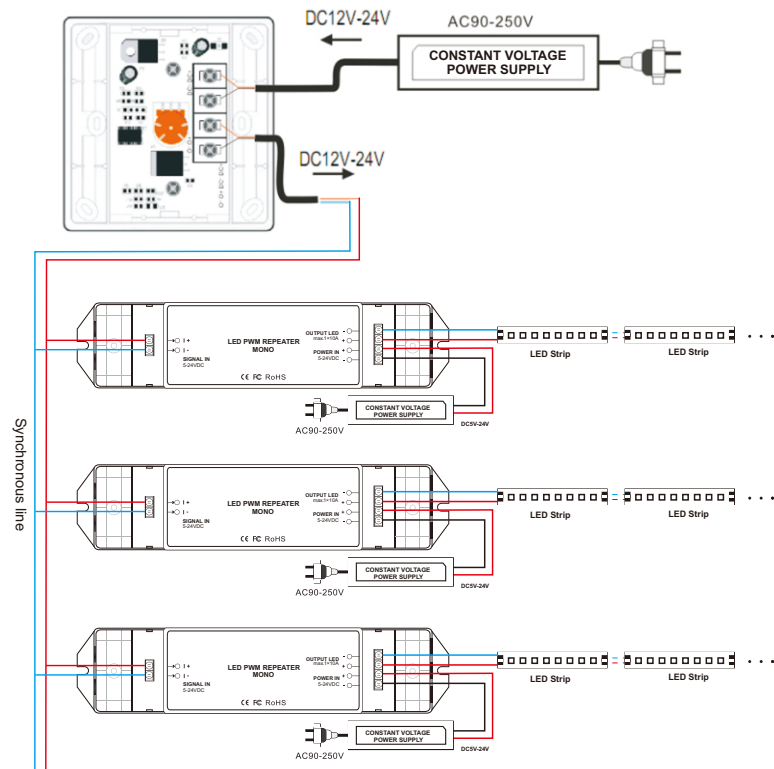 DC12V-24V
AC90-250V
CONSTANT VOLTAGE
POWER SUPPLY
DC12V-24V
Synchronous line
I +
I -
SIGNAL IN
5-24VDC
LED PWM REPEATER
MONO
CE FC RoHS
OUTPUT LED
max.1×10A
POWER IN
5-24VDC
-
+
+
-
LED Strip
LED Strip
. . .
CONSTANT VOLTAGE
POWER SUPPLY
AC90-250V
DC5V-24V
I +
I -
SIGNAL IN
5-24VDC
LED PWM REPEATER
MONO
CE FC RoHS
OUTPUT LED
max.1×10A
POWER IN
5-24VDC
-
+
+
-
LED Strip
LED Strip
. . .
CONSTANT VOLTAGE
POWER SUPPLY
AC90-250V
DC5V-24V
I +
I -
SIGNAL IN
5-24VDC
LED PWM REPEATER
MONO
CE FC RoHS
OUTPUT LED
max.1×10A
POWER IN
5-24VDC
-
+
+
-
LED Strip
LED Strip
. . .
CONSTANT VOLTAGE
POWER SUPPLY
AC90-250V
DC5V-24V